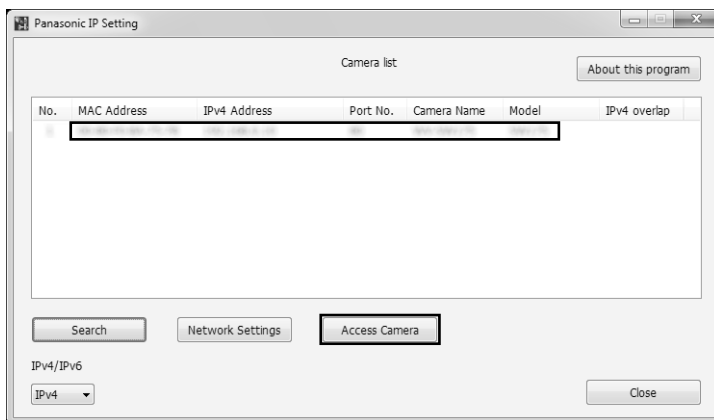 Panasonic IP Setting
Camera list
About this program
No. MAC Address IPv4 Address Port No. Camera Name Model IPv4 overlap
Search Network Settings Access Camera
IPv4/IPv6
IPv4
Close